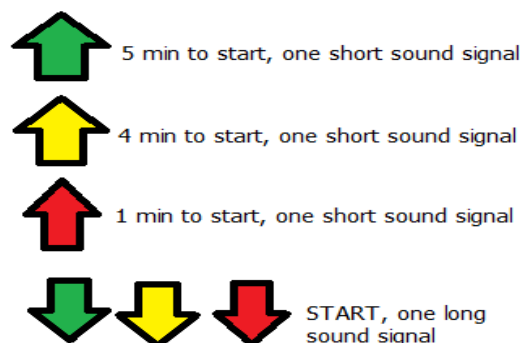 5 min to start, one short sound signal
4 min to start, one short sound signal
1 min to start, one short sound signal
START, one long
sound signal